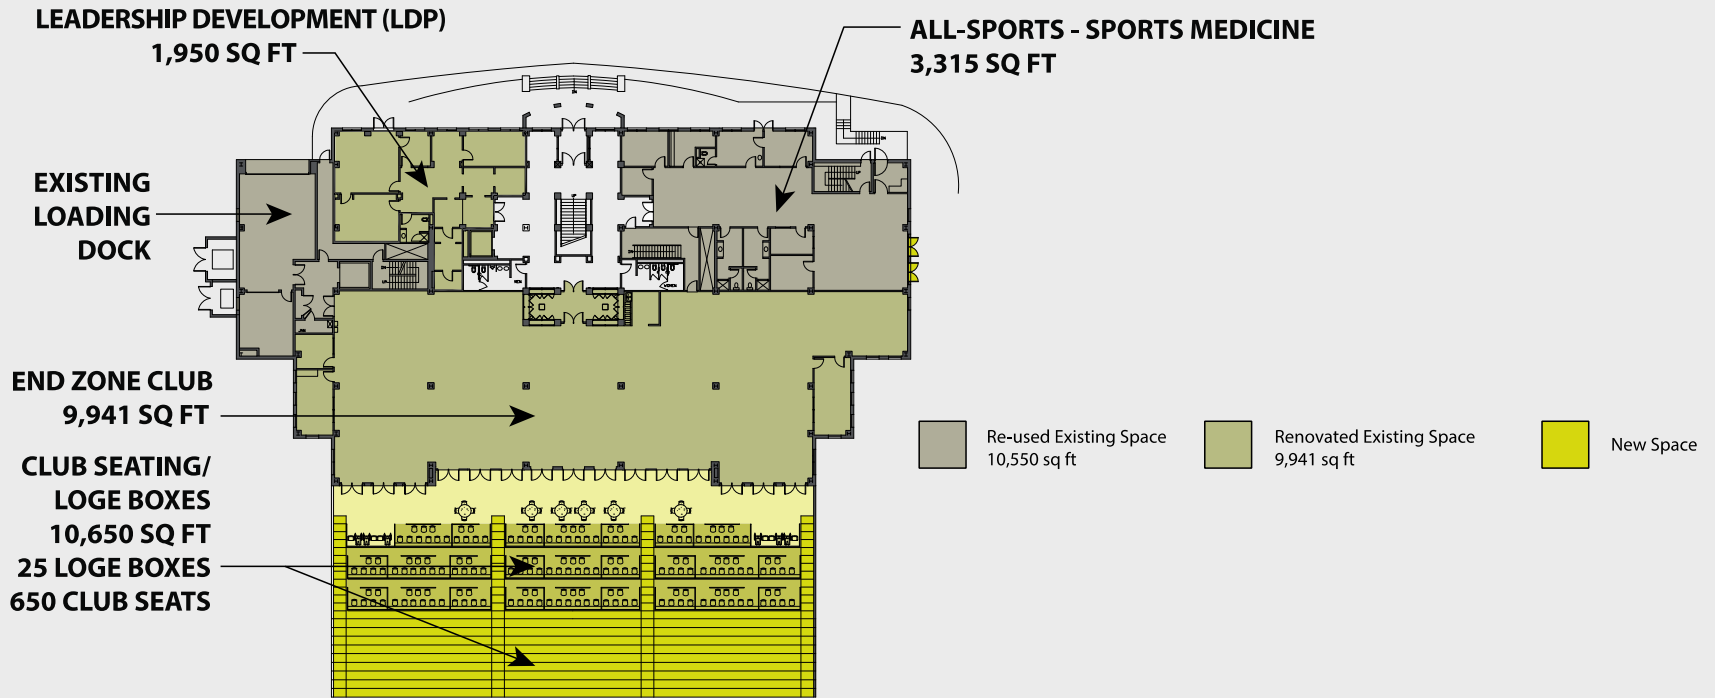 LEADERSHIP DEVELOPMENT (LDP)
1,950 SQ FT
ALL-SPORTS - SPORTS MEDICINE
3,315 SQ FT
EXISTING
LOADING
DOCK
END ZONE CLUB
9,941 SQ FT
CLUB SEATING/
LOGE BOXES
10,650 SQ FT
25 LOGE BOXES
650 CLUB SEATS
Re-used Existing Space
10,550 sq ft
Renovated Existing Space
9,941 sq ft
New Space